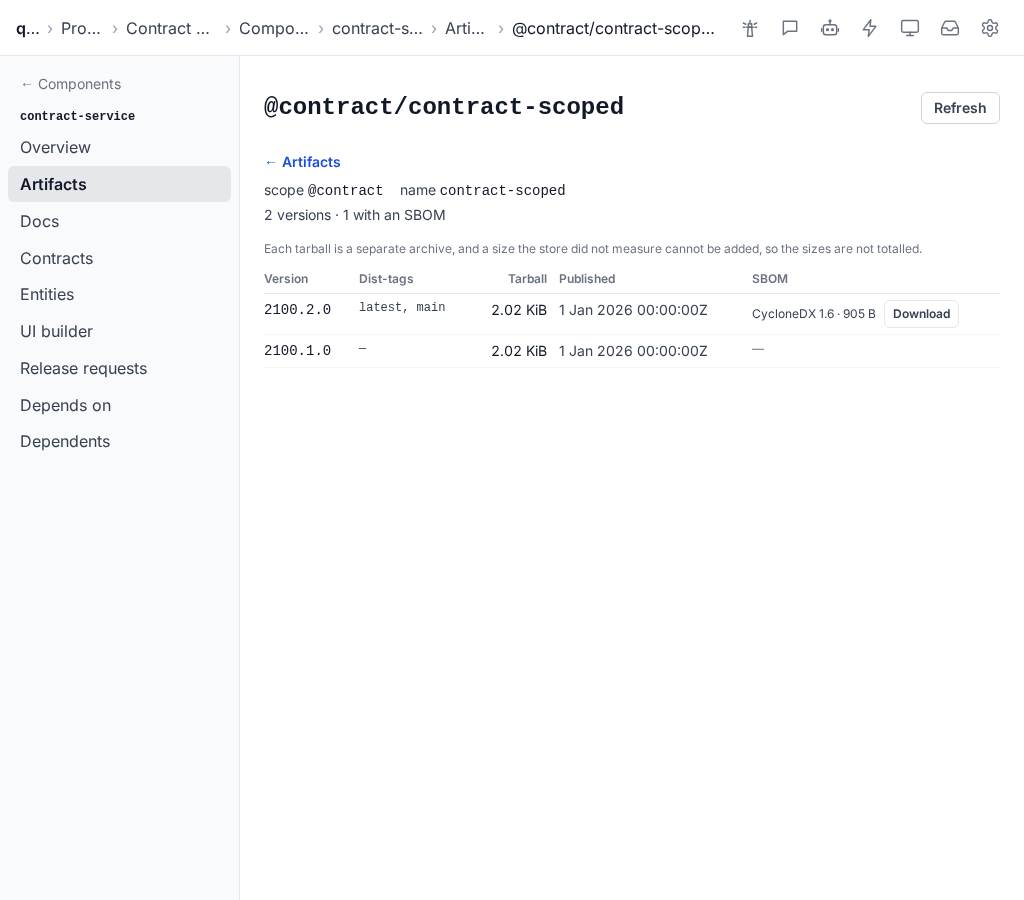 q… › Pro… › Contract … › Compo… › contract-s… › Arti… › @contract/contract-scop…
← Components
contract-service
Overview
Artifacts
Docs
Contracts
Entities
UI builder
Release requests
Depends on
Dependents
@contract/contract-scoped
Refresh
← Artifacts
scope @contract name contract-scoped
2 versions · 1 with an SBOM
Each tarball is a separate archive, and a size the store did not measure cannot be added, so the sizes are not totalled.
Version Dist-tags Tarball Published SBOM
2100.2.0 latest, main 2.02 KiB 1 Jan 2026 00:00:00Z CycloneDX 1.6 · 905 B Download
2100.1.0 — 2.02 KiB 1 Jan 2026 00:00:00Z —